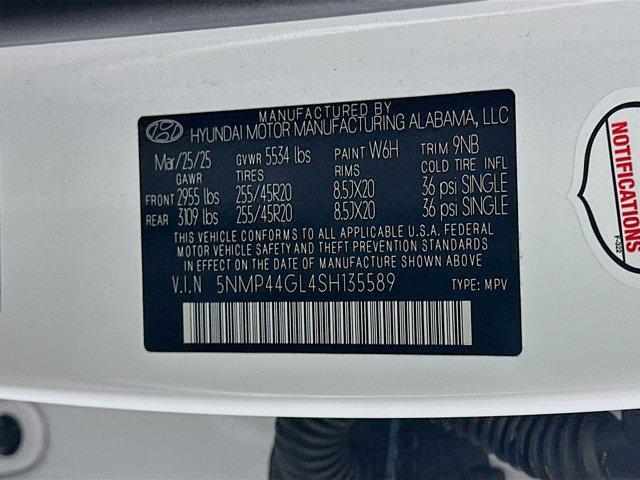 MANUFACTURED BY
HYUNDAI MOTOR MANUFACTURING ALABAMA, LLC
Mar/25/25 GVWR 5534 lbs PAINT W6H TRIM 9NB
GAWR TIRES RIMS COLD TIRE INFL
FRONT 2955 lbs 255/45R20 8.5JX20 36 psi SINGLE
REAR 3109 lbs 255/45R20 8.5JX20 36 psi SINGLE
THIS VEHICLE CONFORMS TO ALL APPLICABLE U.S.A. FEDERAL
MOTOR VEHICLE SAFETY AND THEFT PREVENTION STANDARDS
IN EFFECT ON THE DATE OF MANUFACTURE SHOWN ABOVE.
V.I.N 5NMP44GL4SH135589 TYPE: MPV
NOTIFICATIONS